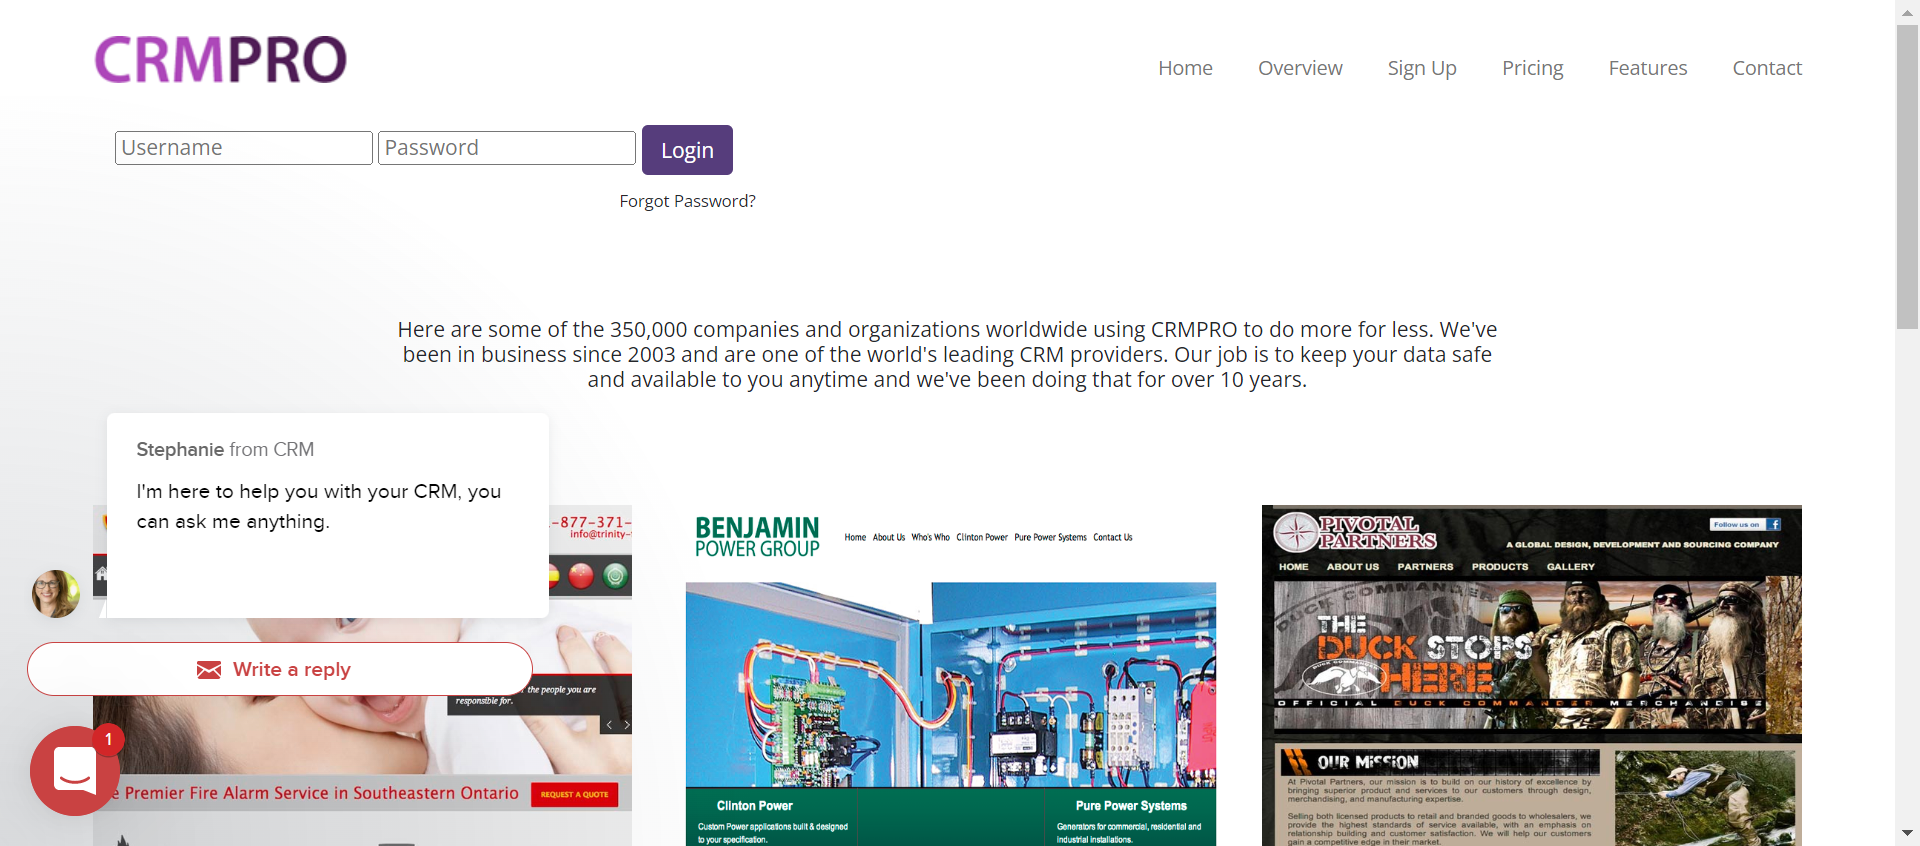 CRMPRO
Home Overview Sign Up Pricing Features Contact
Username Password Login
Forgot Password?
Here are some of the 350,000 companies and organizations worldwide using CRMPRO to do more for less. We've
been in business since 2003 and are one of the world's leading CRM providers. Our job is to keep your data safe
and available to you anytime and we've been doing that for over 10 years.
Stephanie from CRM
I'm here to help you with your CRM, you
can ask me anything.
Write a reply
1
-877-371-
info@trinity-
the people you are
responsible for.
e Premier Fire Alarm Service in Southeastern Ontario
REQUEST A QUOTE
BENJAMIN
POWER GROUP
Home About Us Who's Who Clinton Power Pure Power Systems Contact Us
Clinton Power
Custom Power applications built & designed
to your specification.
Pure Power Systems
Generators for commercial, residential and
industrial installations.
PIVOTAL
PARTNERS
Follow us on f
A GLOBAL DESIGN, DEVELOPMENT AND SOURCING COMPANY
HOME ABOUT US PARTNERS PRODUCTS GALLERY
DUCK COMMANDER
THE
DUCK STOPS
HERE
DUCK COMMANDER
OFFICIAL DUCK COMMANDER MERCHANDISE
OUR MISSION
At Pivotal Partners, our mission is to build on our history of excellence by
bringing superior product and services to our customers through design,
merchandising, and manufacturing expertise.
Selling both licensed products to retail and branded goods to wholesalers, we
provide the highest standards of service available, with an emphasis on
relationship building and customer satisfaction. We will help our customers
gain a competitive edge in their market.